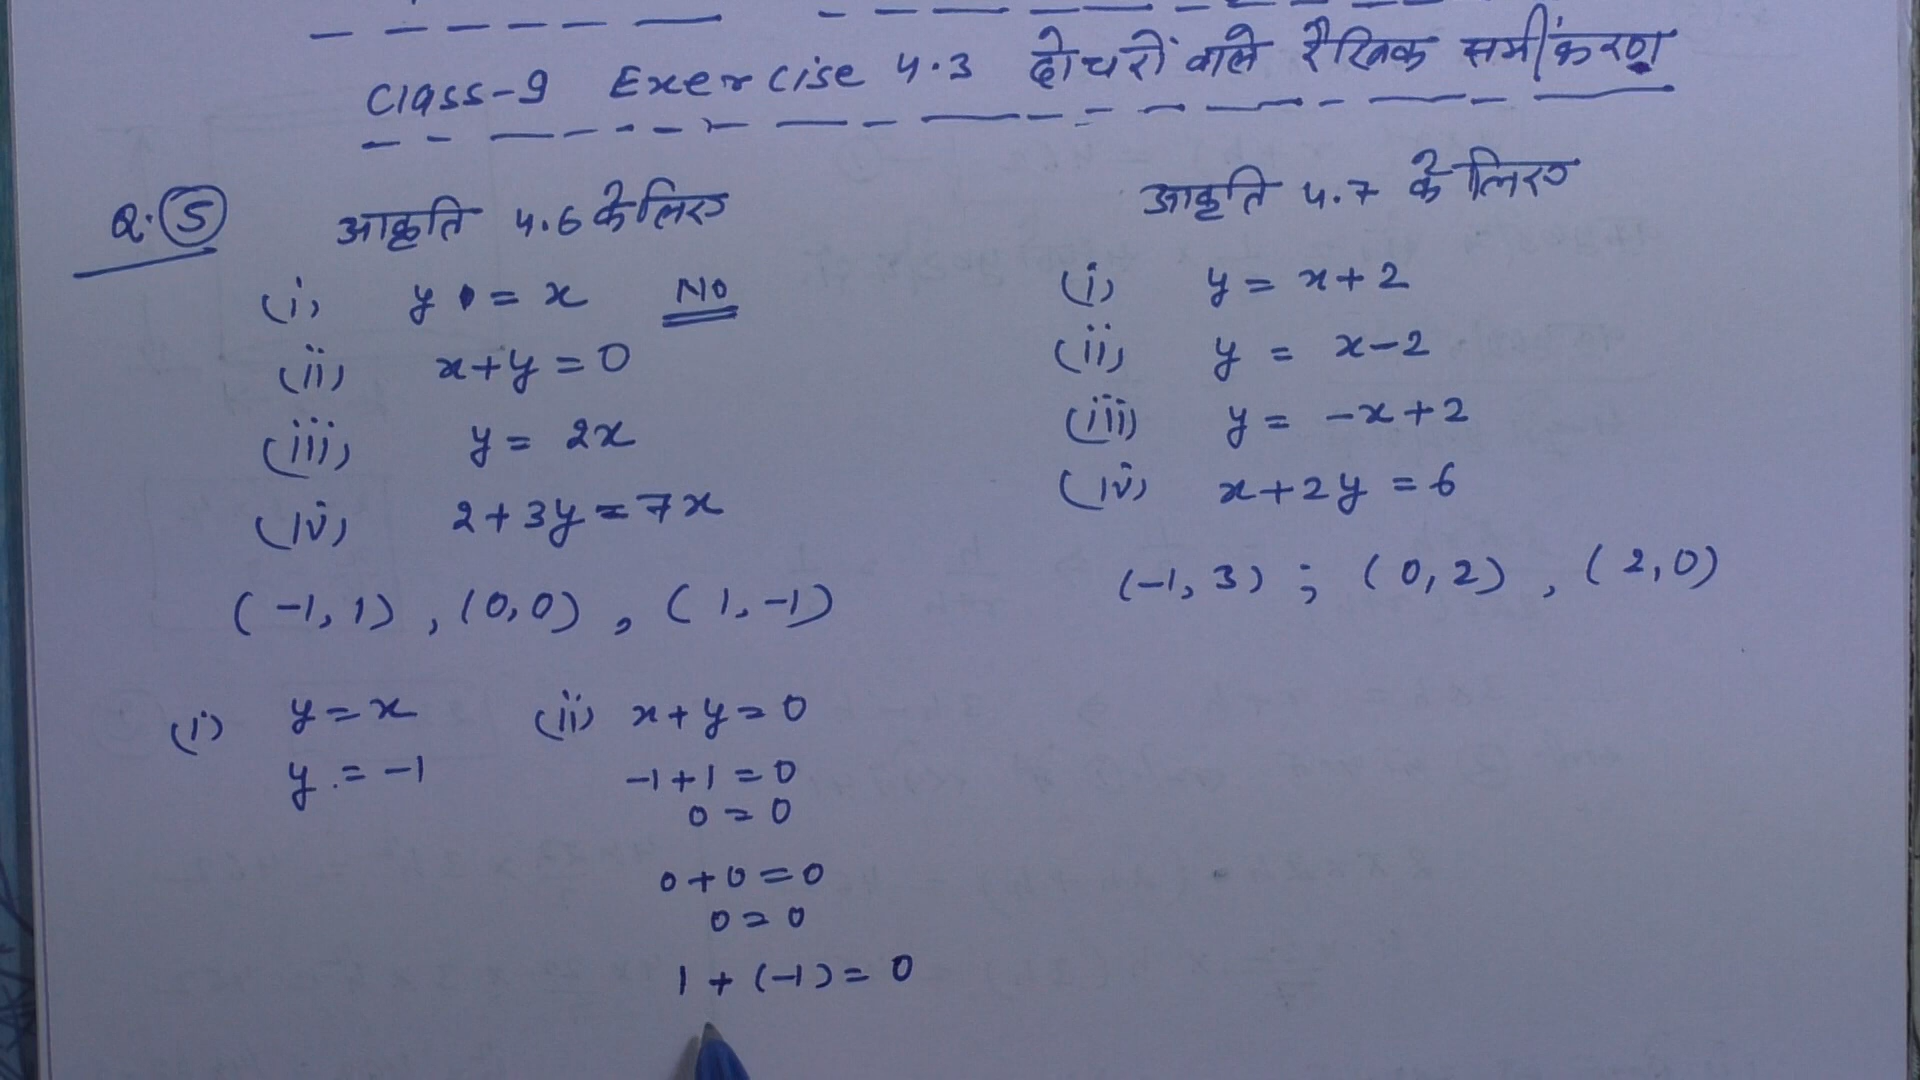 Class-9 Exercise 4.3 दो चरों वाले रैखिक समीकरण
Q.5 आकृति 4.6 के लिए
(i) y = x No
(ii) x+y=0
(iii) y = 2x
(iv) 2+3y=7x
(-1, 1), (0,0), (1,-1)
आकृति 4.7 के लिए
(i) y = x+2
(ii) y = x-2
(iii) y = -x+2
(iv) x+2y=6
(-1,3); (0,2), (2,0)
(i) y=x
y.=-1
(ii) x+y=0
-1+1=0
0=0
0+0=0
0=0
1+(-1)=0